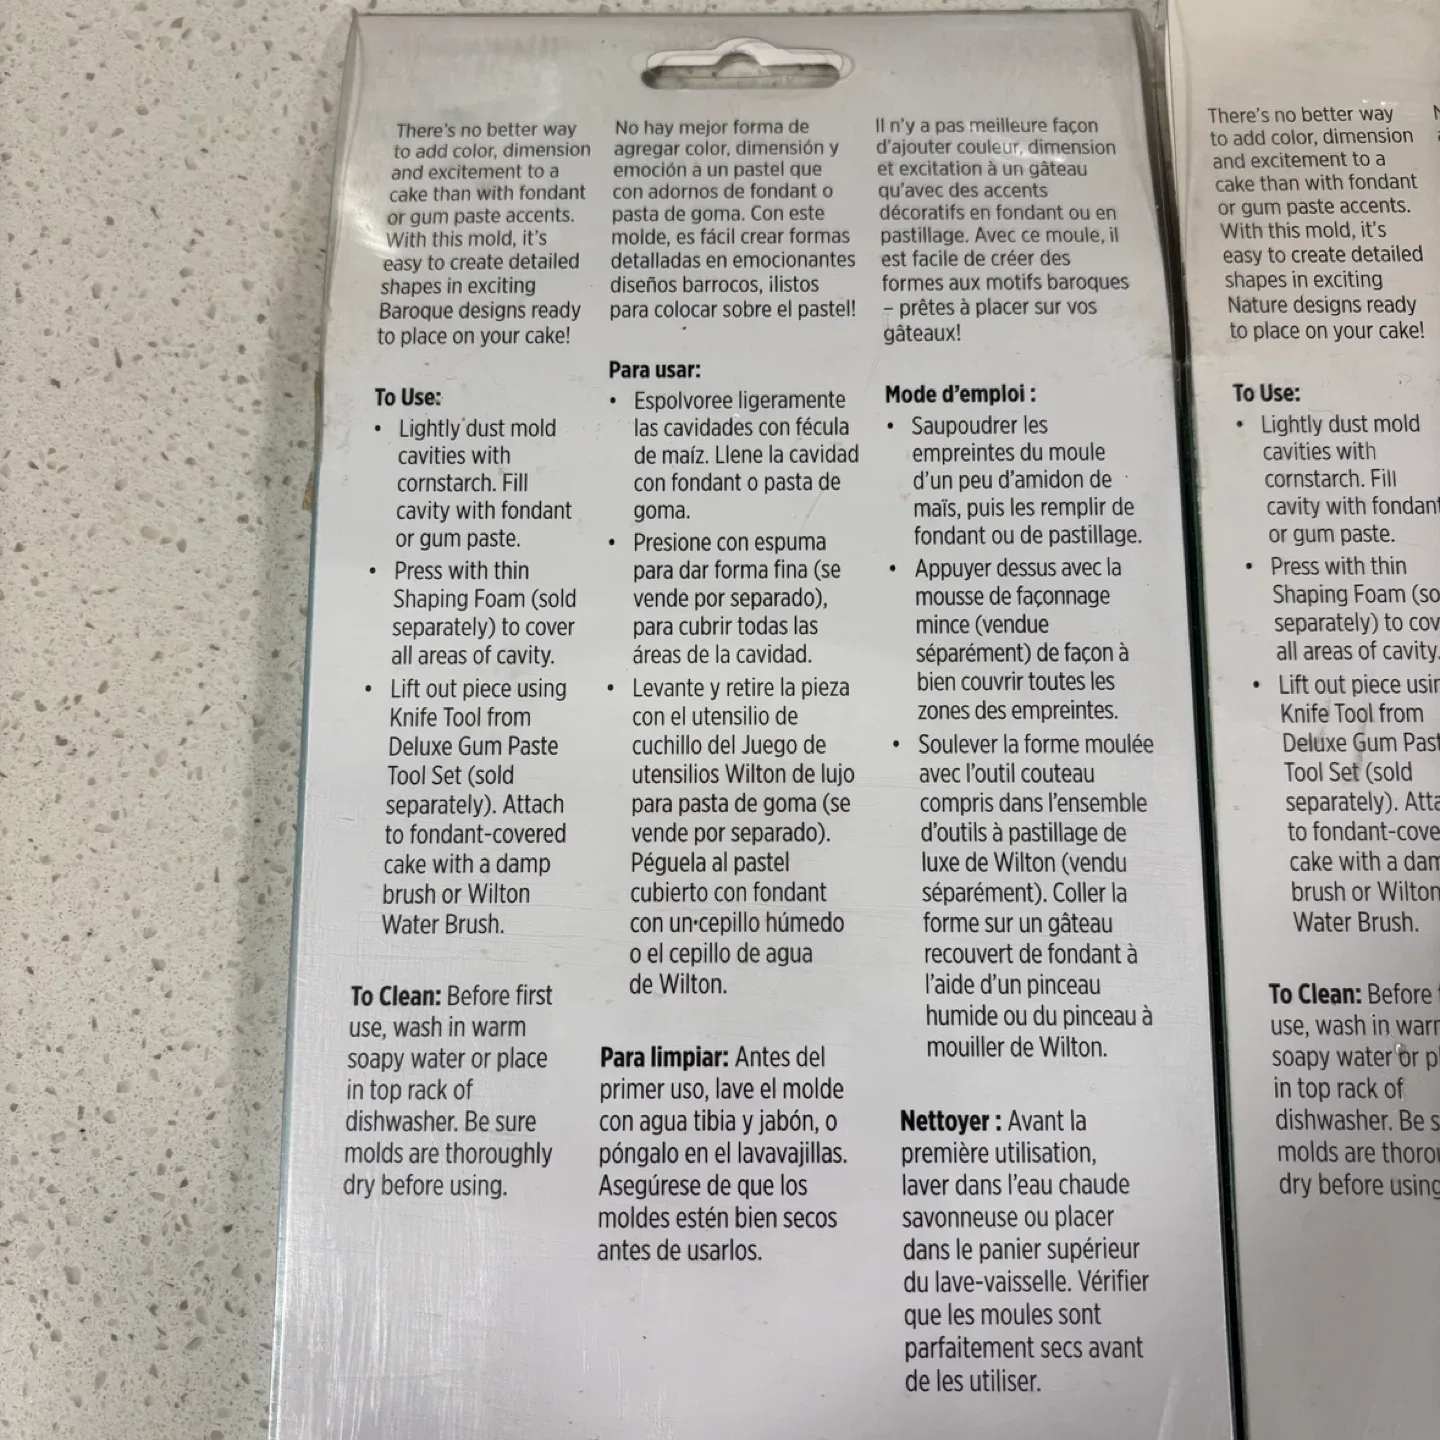 There's no better way
to add color, dimension
and excitement to a
cake than with fondant
or gum paste accents.
With this mold, it's
easy to create detailed
shapes in exciting
Baroque designs ready
to place on your cake!
To Use:
• Lightly dust mold
cavities with
cornstarch. Fill
cavity with fondant
or gum paste.
• Press with thin
Shaping Foam (sold
separately) to cover
all areas of cavity.
• Lift out piece using
Knife Tool from
Deluxe Gum Paste
Tool Set (sold
separately). Attach
to fondant-covered
cake with a damp
brush or Wilton
Water Brush.
To Clean: Before first
use, wash in warm
soapy water or place
in top rack of
dishwasher. Be sure
molds are thoroughly
dry before using.
No hay mejor forma de
agregar color, dimensión y
emoción a un pastel que
con adornos de fondant o
pasta de goma. Con este
molde, es fácil crear formas
detalladas en emocionantes
diseños barrocos, ilistos
para colocar sobre el pastel!
Para usar:
• Espolvoree ligeramente
las cavidades con fécula
de maíz. Llene la cavidad
con fondant o pasta de
goma.
• Presione con espuma
para dar forma fina (se
vende por separado),
para cubrir todas las
áreas de la cavidad.
• Levante y retire la pieza
con el utensilio de
cuchillo del Juego de
utensilios Wilton de lujo
para pasta de goma (se
vende por separado).
Péguela al pastel
cubierto con fondant
con un cepillo húmedo
o el cepillo de agua
de Wilton.
Para limpiar: Antes del
primer uso, lave el molde
con agua tibia y jabón, o
póngalo en el lavavajillas.
Asegúrese de que los
moldes estén bien secos
antes de usarlos.
Il n'y a pas meilleure façon
d'ajouter couleur, dimension
et excitation à un gâteau
qu'avec des accents
décoratifs en fondant ou en
pastillage. Avec ce moule, il
est facile de créer des
formes aux motifs baroques
– prêtes à placer sur vos
gâteaux!
Mode d'emploi :
• Saupoudrer les
empreintes du moule
d'un peu d'amidon de
maïs, puis les remplir de
fondant ou de pastillage.
• Appuyer dessus avec la
mousse de façonnage
mince (vendue
séparément) de façon à
bien couvrir toutes les
zones des empreintes.
• Soulever la forme moulée
avec l'outil couteau
compris dans l'ensemble
d'outils à pastillage de
luxe de Wilton (vendu
séparément). Coller la
forme sur un gâteau
recouvert de fondant à
l'aide d'un pinceau
humide ou du pinceau à
mouiller de Wilton.
Nettoyer : Avant la
première utilisation,
laver dans l'eau chaude
savonneuse ou placer
dans le panier supérieur
du lave-vaisselle. Vérifier
que les moules sont
parfaitement secs avant
de les utiliser.
There's no better way
to add color, dimension
and excitement to a
cake than with fondant
or gum paste accents.
With this mold, it's
easy to create detailed
shapes in exciting
Nature designs ready
to place on your cake!
To Use:
• Lightly dust mold
cavities with
cornstarch. Fill
cavity with fondant
or gum paste.
• Press with thin
Shaping Foam (so
separately) to cov
all areas of cavity.
• Lift out piece usin
Knife Tool from
Deluxe Gum Past
Tool Set (sold
separately). Atta
to fondant-cove
cake with a dam
brush or Wilton
Water Brush.
To Clean: Before
use, wash in warm
soapy water or p
in top rack of
dishwasher. Be s
molds are thorou
dry before using